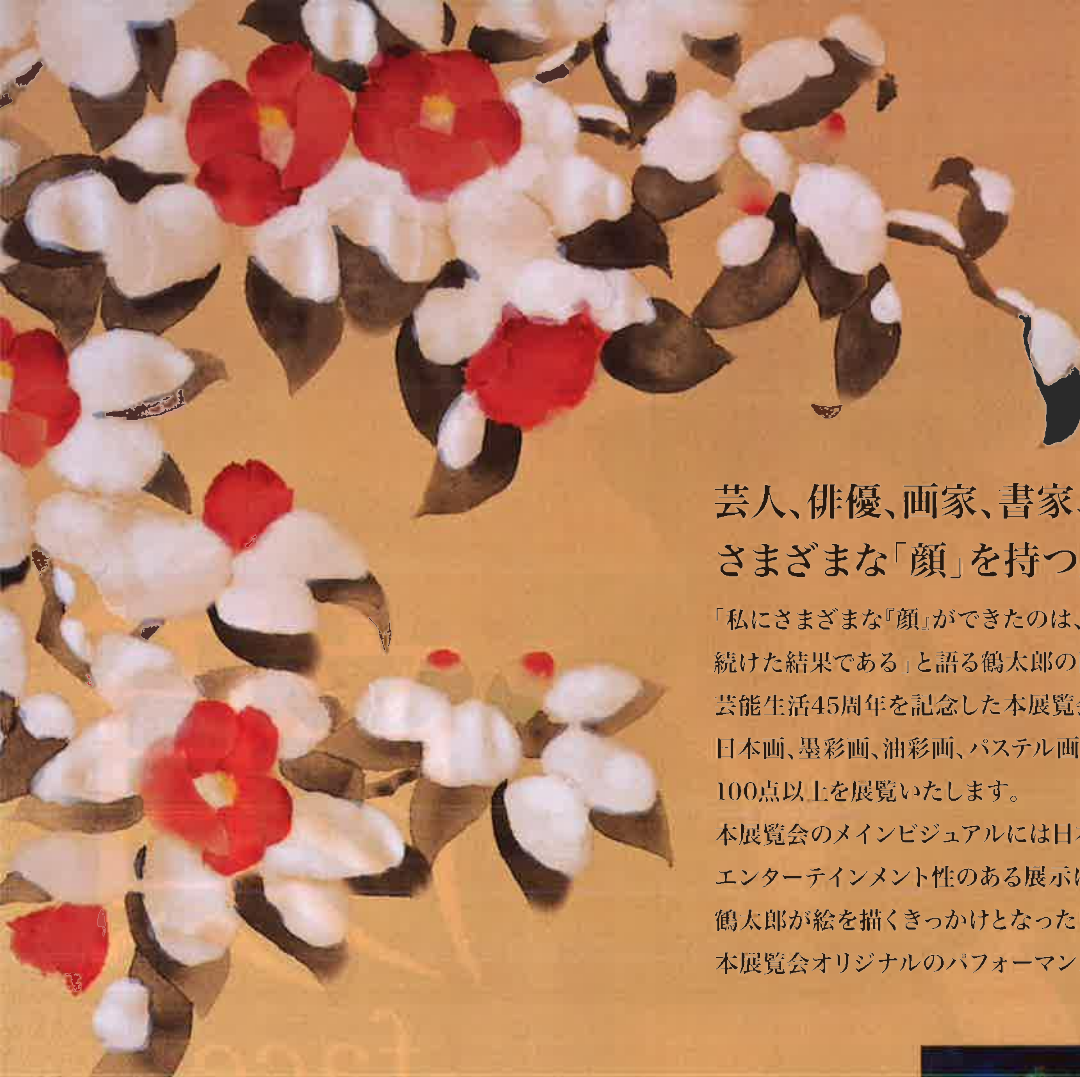 芸人、俳優、画家、書家、
さまざまな「顔」を持つ
「私にさまざまな『顔』ができたのは、
続けた結果である」と語る鶴太郎の
芸能生活45周年を記念した本展覧会
日本画、墨彩画、油彩画、パステル画
100点以上を展覧いたします。
本展覧会のメインビジュアルには日本
エンターテインメント性のある展示
鶴太郎が絵を描くきっかけとなった
本展覧会オリジナルのパフォーマン